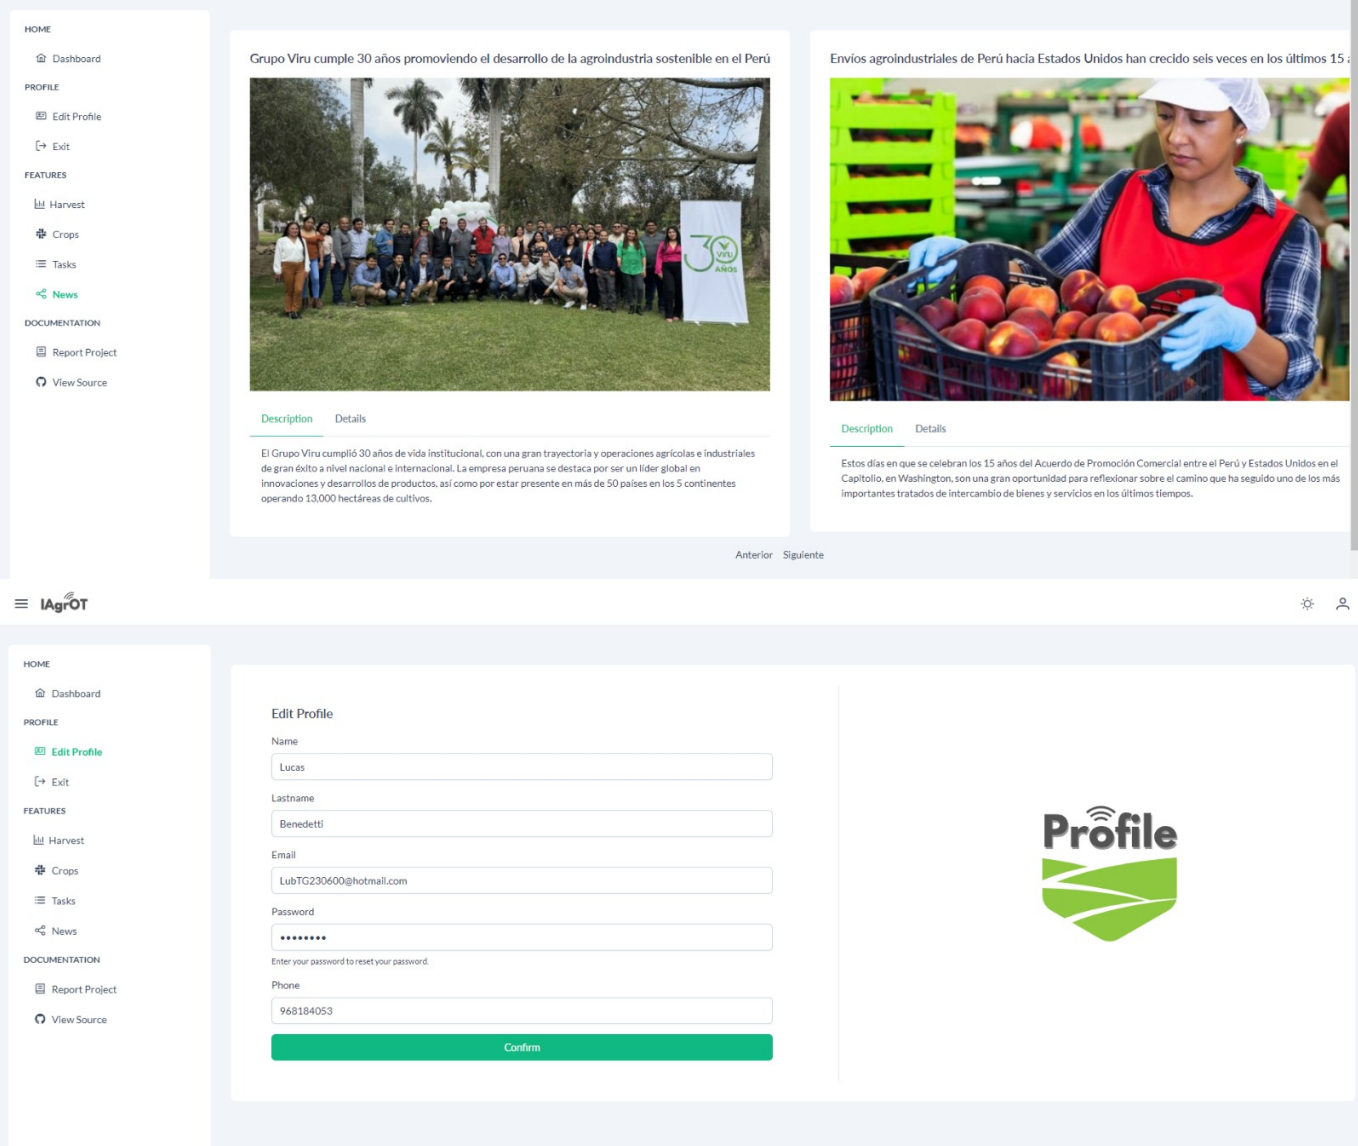 HOME
Dashboard
PROFILE
Edit Profile
Exit
FEATURES
Harvest
Crops
Tasks
News
DOCUMENTATION
Report Project
View Source
Grupo Viru cumple 30 años promoviendo el desarrollo de la agroindustria sostenible en el Perú
30
VIRU
AÑOS
Description Details
El Grupo Viru cumplió 30 años de vida institucional, con una gran trayectoria y operaciones agrícolas e industriales
de gran éxito a nivel nacional e internacional. La empresa peruana se destaca por ser un líder global en
innovaciones y desarrollos de productos, así como por estar presente en más de 50 países en los 5 continentes
operando 13,000 hectáreas de cultivos.
Envíos agroindustriales de Perú hacia Estados Unidos han crecido seis veces en los últimos 15
Description Details
Estos días en que se celebran los 15 años del Acuerdo de Promoción Comercial entre el Perú y Estados Unidos en el
Capitolio, en Washington, son una gran oportunidad para reflexionar sobre el camino que ha seguido uno de los más
importantes tratados de intercambio de bienes y servicios en los últimos tiempos.
Anterior Siguiente
IAgrOT
HOME
Dashboard
PROFILE
Edit Profile
Exit
FEATURES
Harvest
Crops
Tasks
News
DOCUMENTATION
Report Project
View Source
Edit Profile
Name
Lucas
Lastname
Benedetti
Email
LubTG230600@hotmail.com
Password
••••••••
Enter your password to reset your password.
Phone
968184053
Confirm
Profile